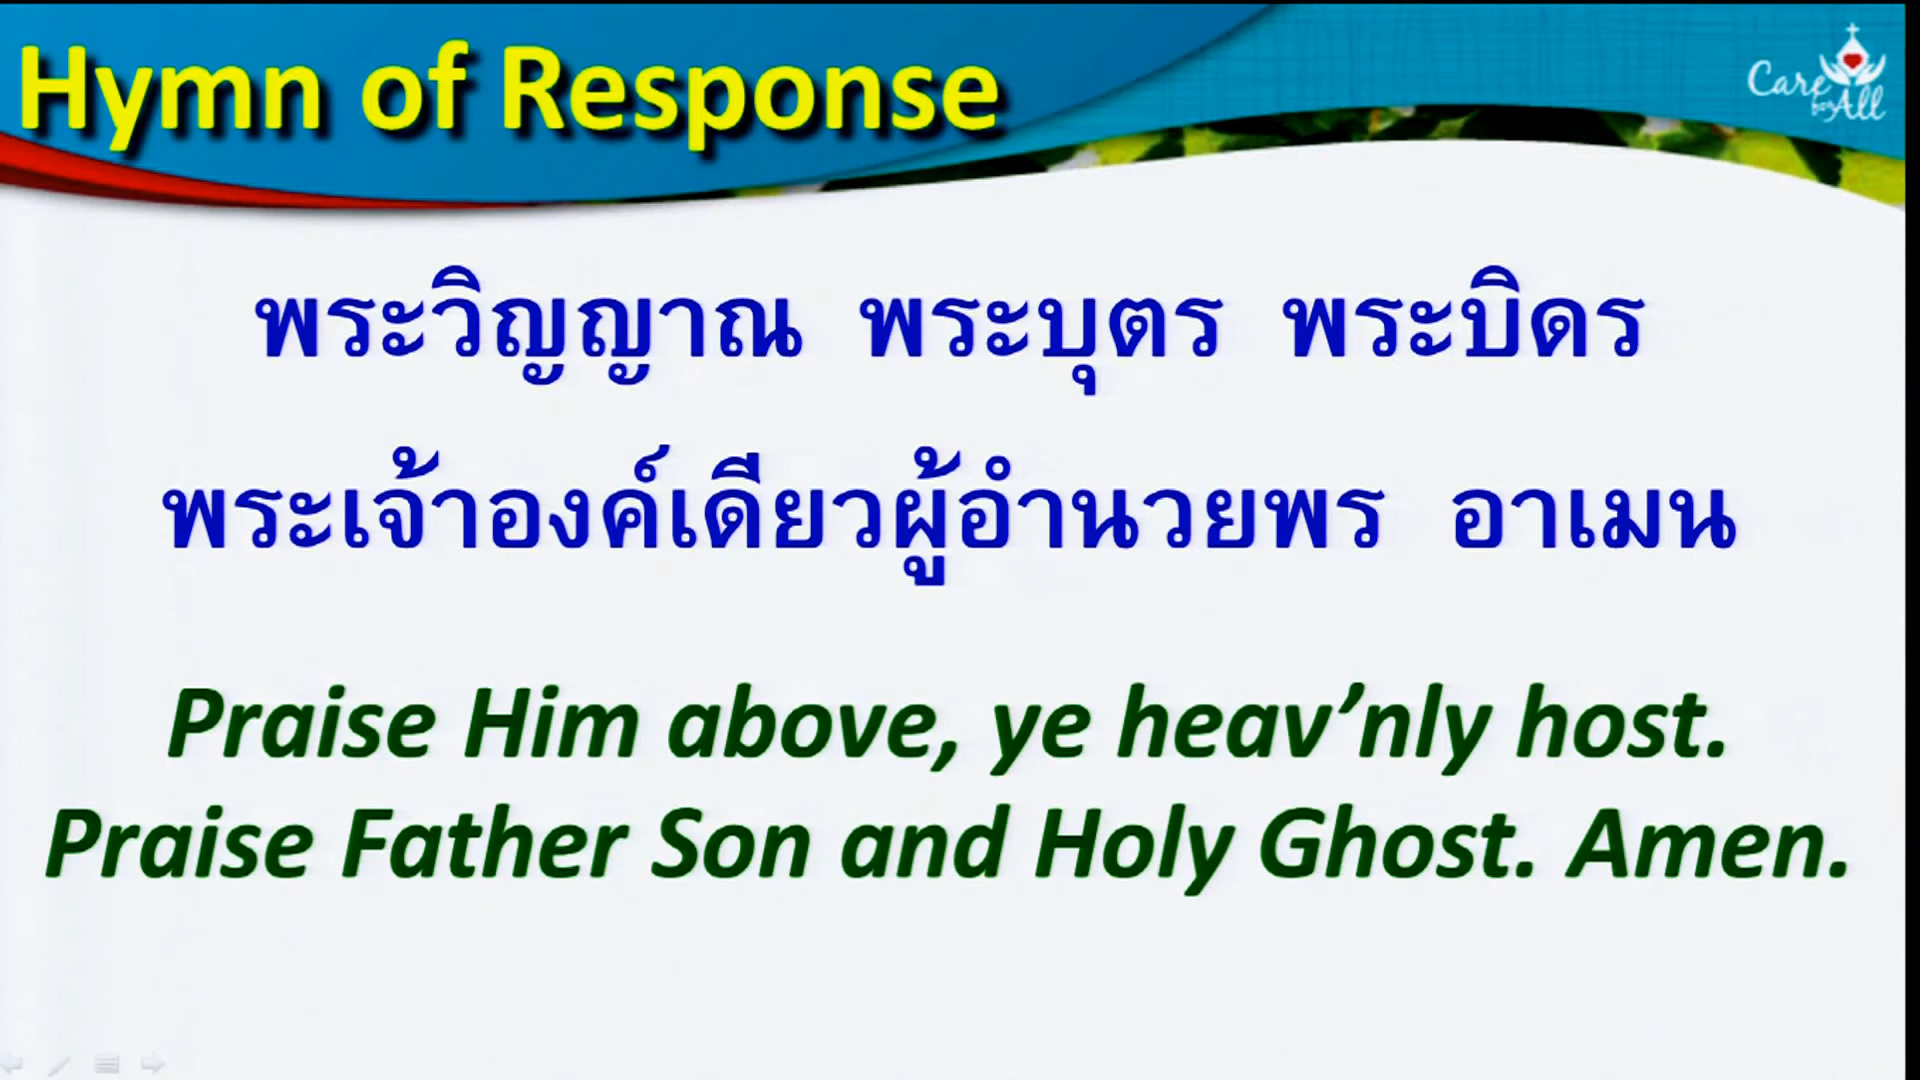 Hymn of Response
Care for All
พระวิญญาณ พระบุตร พระบิดร
พระเจ้าองค์เดียวผู้อำนวยพร อาเมน
Praise Him above, ye heav’nly host.
Praise Father Son and Holy Ghost. Amen.